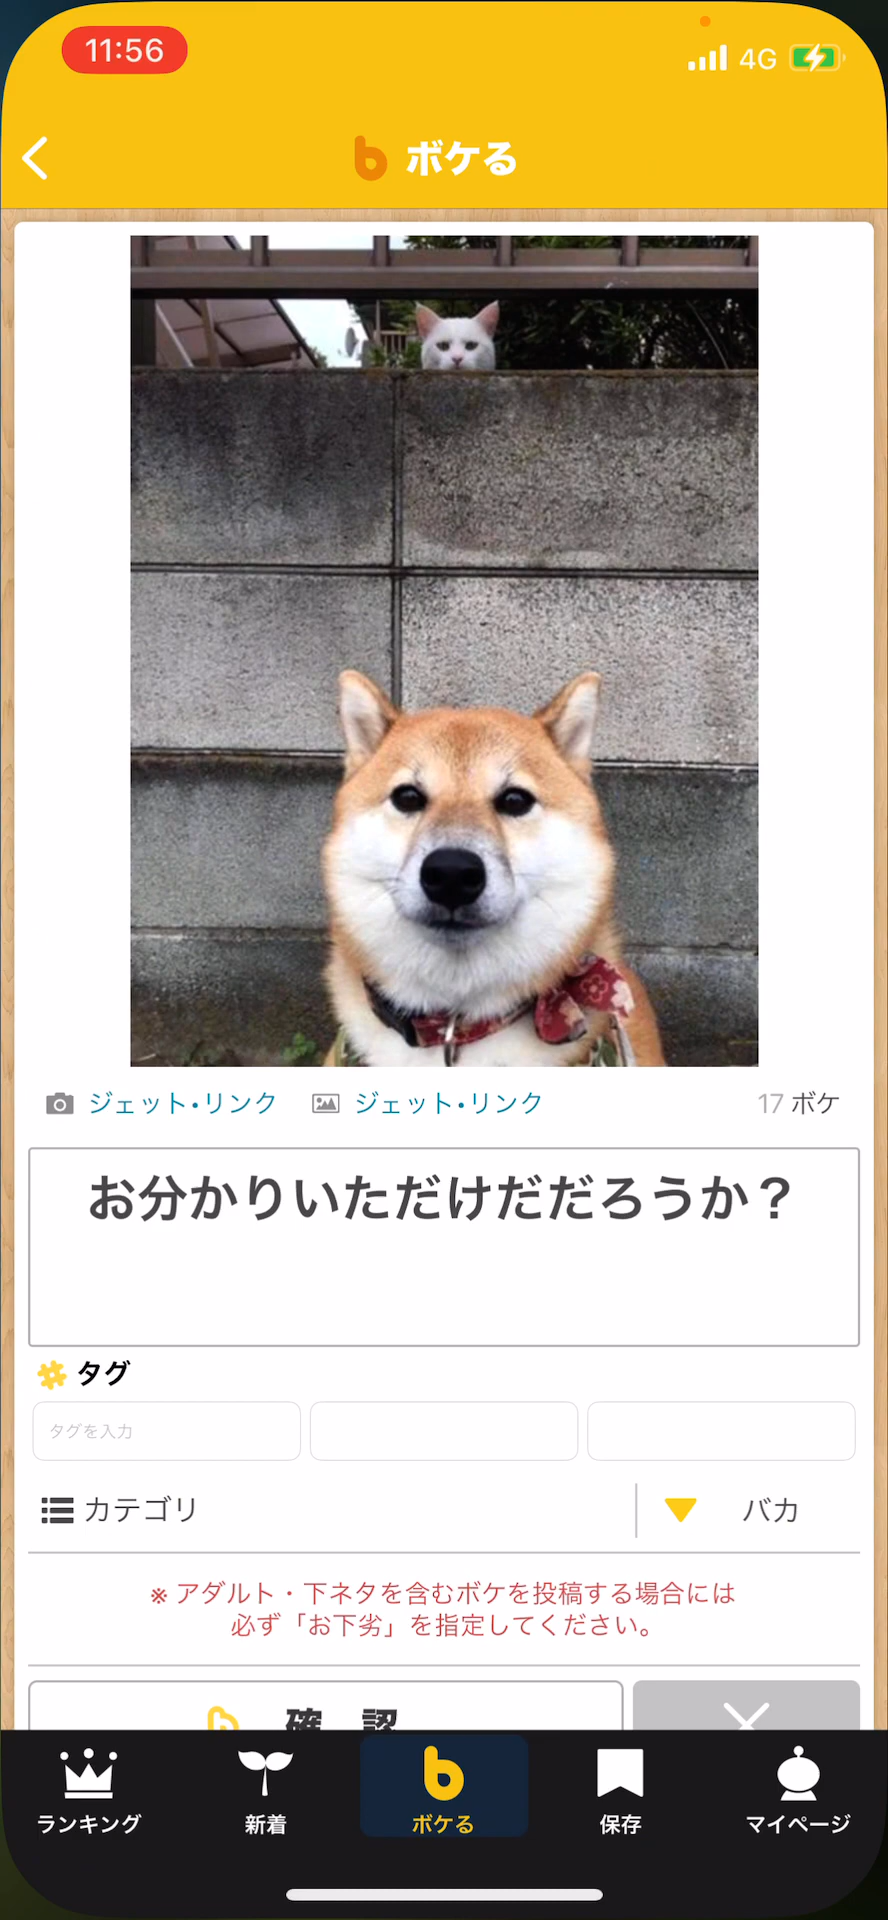 11:56
4G
ボケる
ジェット・リンク ジェット・リンク 17 ボケ
お分かりいただけだだろうか？
タグ
タグを入力
カテゴリ バカ
※ アダルト・下ネタを含むボケを投稿する場合には
必ず「お下劣」を指定してください。
確 認
ランキング 新着 ボケる 保存 マイページ